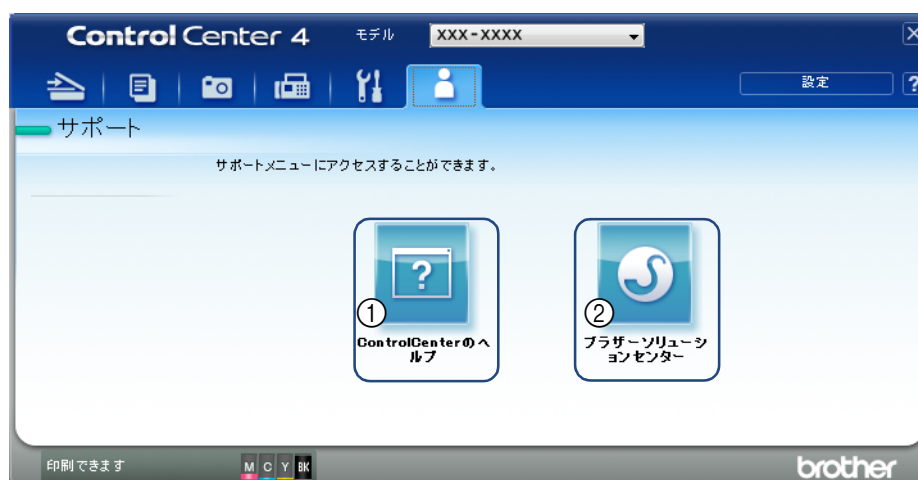 ControlCenter 4 モデル XXX-XXXX
設定 ?
サポート
サポートメニューにアクセスすることができます。
?
① ②
ControlCenterのヘ
ルプ
ブラザーソリューシ
ョンセンター
印刷できます M C Y BK brother